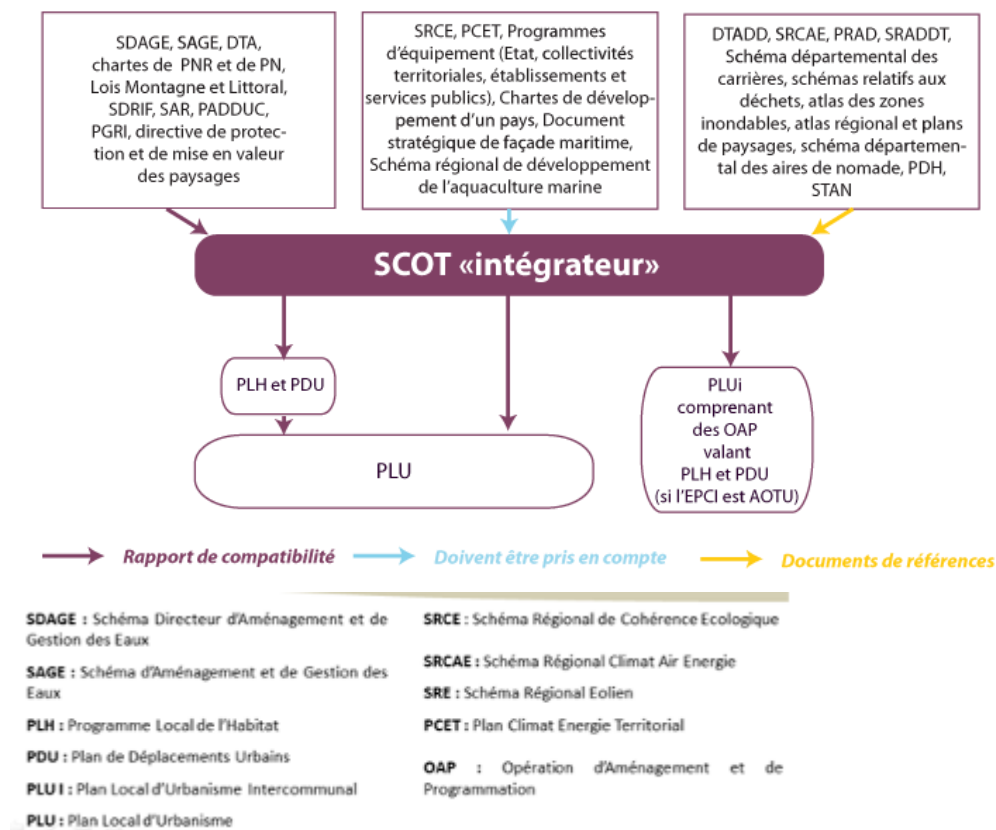 SDAGE, SAGE, DTA,
chartes de PNR et de PN,
Lois Montagne et Littoral,
SDRIF, SAR, PADDUC,
PGRI, directive de protec-
tion et de mise en valeur
des paysages
SRCE, PCET, Programmes
d'équipement (Etat, collectivités
territoriales, établissements et
services publics), Chartes de dévelop-
pement d'un pays, Document
stratégique de façade maritime,
Schéma régional de développement
de l'aquaculture marine
DTADD, SRCAE, PRAD, SRADDT,
Schéma départemental des
carrières, schémas relatifs aux
déchets, atlas des zones
inondables, atlas régional et plans
de paysages, schéma départemen-
tal des aires de nomade, PDH,
STAN
SCOT «intégrateur»
PLH et PDU
PLU
PLUi
comprenant
des OAP
valant
PLH et PDU
(si l'EPCI est AOTU)
Rapport de compatibilité
Doivent être pris en compte
Documents de références
SDAGE : Schéma Directeur d'Aménagement et de
Gestion des Eaux
SAGE : Schéma d'Aménagement et de Gestion des
Eaux
PLH : Programme Local de l'Habitat
PDU : Plan de Déplacements Urbains
PLU I : Plan Local d'Urbanisme Intercommunal
PLU : Plan Local d'Urbanisme
SRCE : Schéma Régional de Cohérence Ecologique
SRCAE : Schéma Régional Climat Air Energie
SRE : Schéma Régional Eolien
PCET : Plan Climat Energie Territorial
OAP : Opération d'Aménagement et de
Programmation